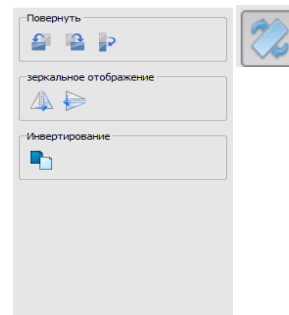 Повернуть
зеркальное отображение
Инвертирование